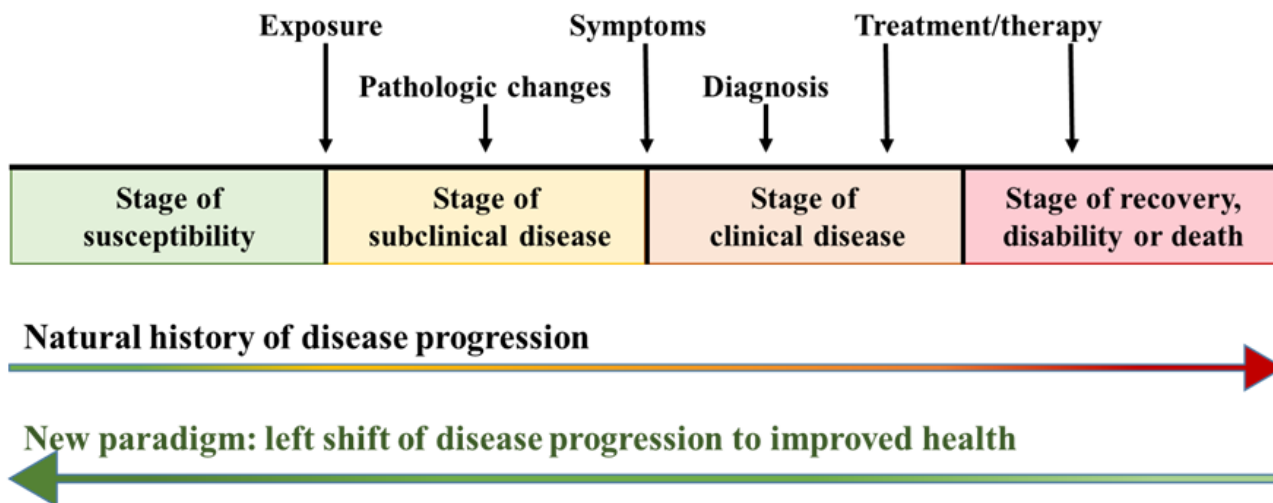 Exposure
Symptoms
Treatment/therapy
Pathologic changes
Diagnosis
Stage of
susceptibility
Stage of
subclinical disease
Stage of
clinical disease
Stage of recovery,
disability or death
Natural history of disease progression
New paradigm: left shift of disease progression to improved health